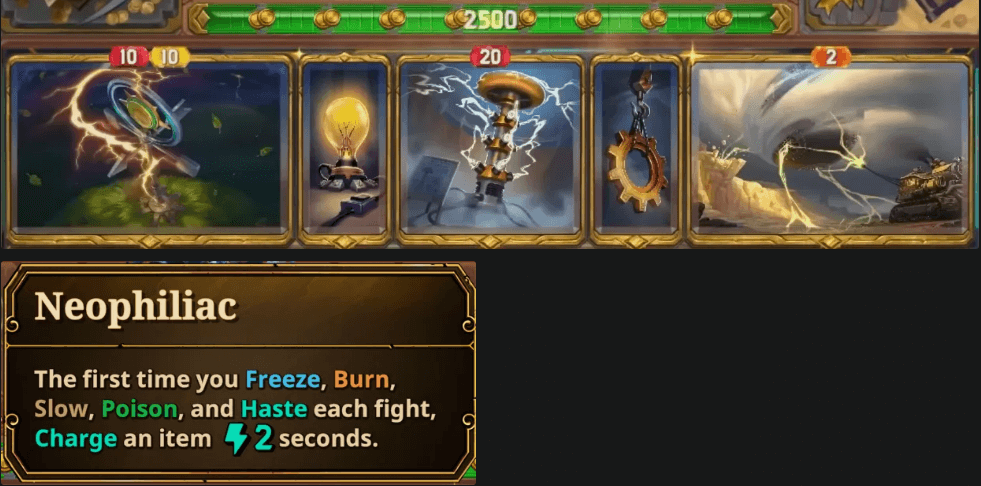 2500
10 10 20 2
Neophiliac
The first time you Freeze, Burn,
Slow, Poison, and Haste each fight,
Charge an item 2 seconds.